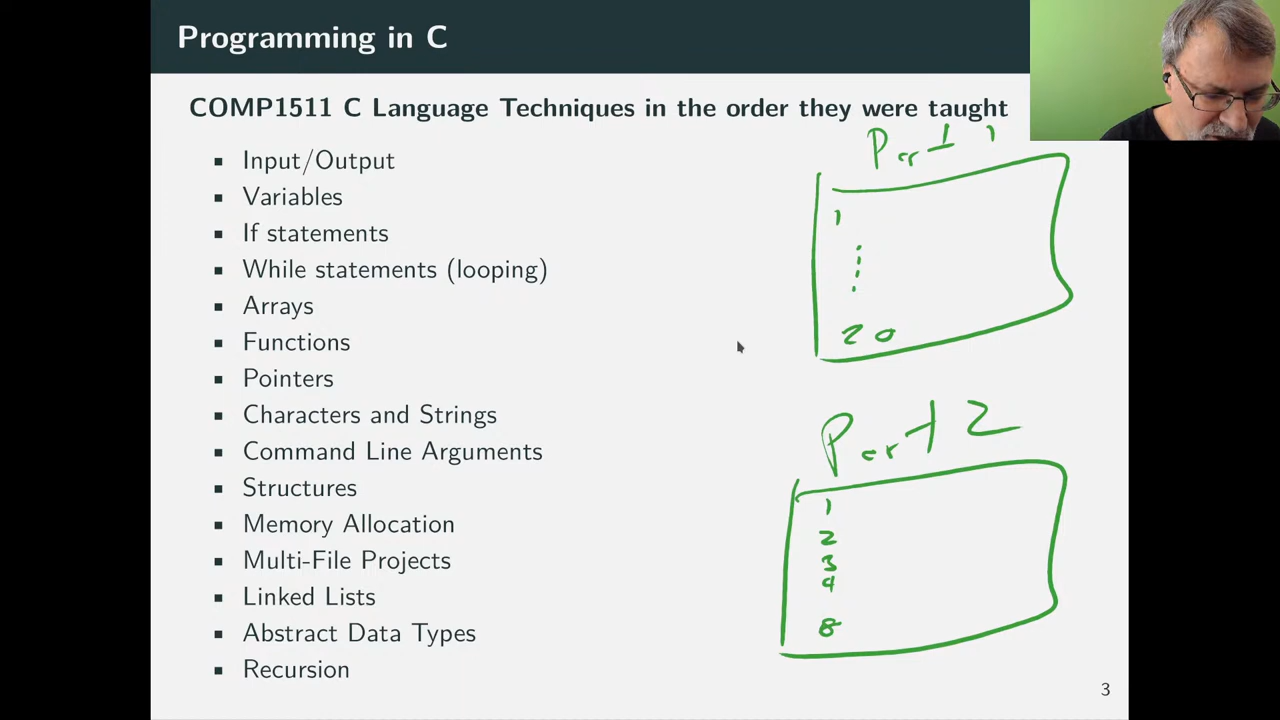 Programming in C
COMP1511 C Language Techniques in the order they were taught
▪ Input/Output
▪ Variables
▪ If statements
▪ While statements (looping)
▪ Arrays
▪ Functions
▪ Pointers
▪ Characters and Strings
▪ Command Line Arguments
▪ Structures
▪ Memory Allocation
▪ Multi-File Projects
▪ Linked Lists
▪ Abstract Data Types
▪ Recursion
Part 1
1
20
Part 2
1
2
3
4
8
3